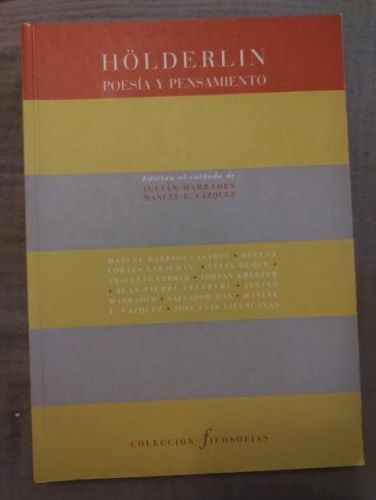 HÖLDERLIN
POESÍA Y PENSAMIENTO
Edición al cuidado de
JULIÁN MARRADES
MANUEL E. VÁZQUEZ
MANUEL BARRIOS CASARES • HELENA
CORTÉS GABAUDAN • FÉLIX DUQUE •
ANACLETO FERRER • JOHANN KREUZER
• JEAN-PIERRE LEFEBVRE • JULIÁN
MARRADES • SALVADOR MAS • MANUEL
E. VÁZQUEZ • JOSÉ LUIS VILLACAÑAS
COLECCIÓN filosofías